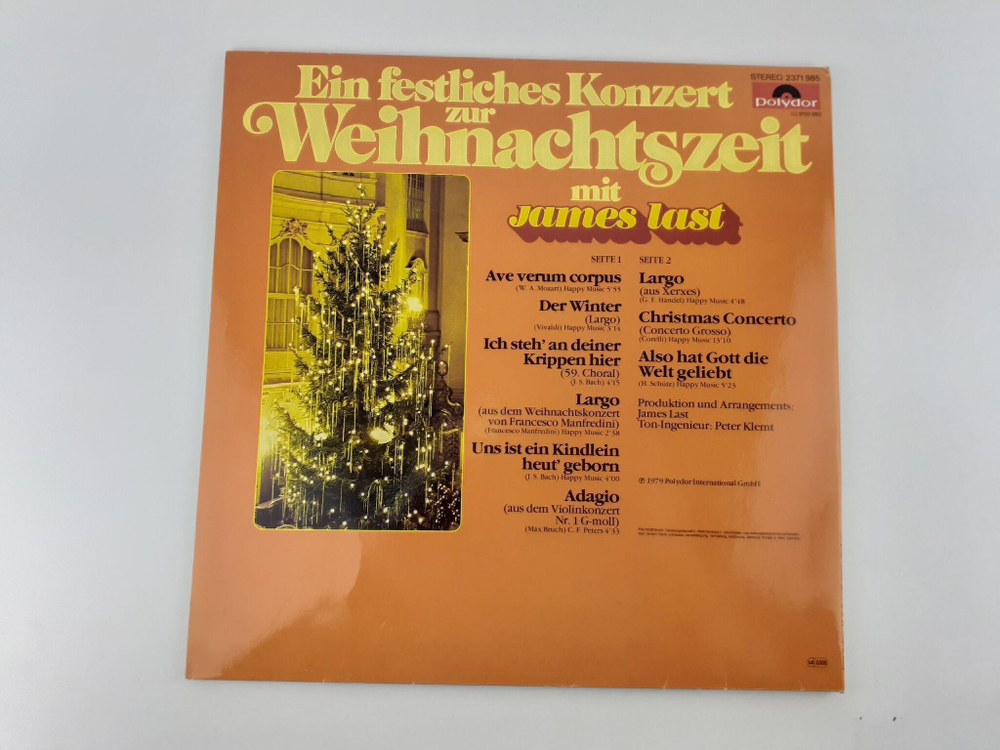 Ein festliches Konzert
zur
Weihnachtszeit
mit
james last
STEREO 2371 985
polydor
SEITE 1
Ave verum corpus
(W. A. Mozart) Happy Music 5'55
Der Winter
(Largo)
(Vivaldi) Happy Music 3'14
Ich steh' an deiner
Krippen hier
(59. Choral)
(J. S. Bach) 4'15
Largo
(aus dem Weihnachtskonzert
von Francesco Manfredini)
(Francesco Manfredini) Happy Music 2'38
Uns ist ein Kindlein
heut' geborn
(J. S. Bach) Happy Music 4'00
Adagio
(aus dem Violinkonzert
Nr. 1 G-moll)
(Max Bruch) C. F. Peters 4'33
SEITE 2
Largo
(aus Xerxes)
(G. F. Händel) Happy Music 4'48
Christmas Concerto
(Concerto Grosso)
(Corelli) Happy Music 13'10
Also hat Gott die
Welt geliebt
(H. Schütz) Happy Music 5'23
Produktion und Arrangements:
James Last
Ton-Ingenieur: Peter Klemt
℗ 1979 Polydor International GmbH